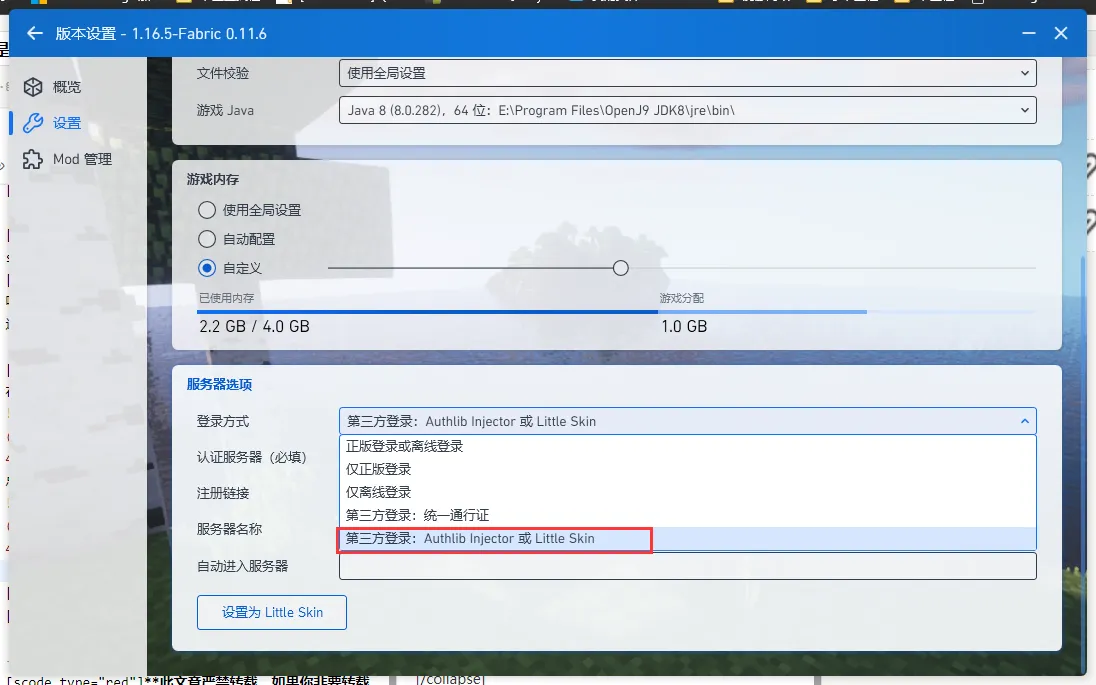 版本设置 - 1.16.5-Fabric 0.11.6
概览
设置
Mod 管理
文件校验
使用全局设置
游戏 Java
Java 8 (8.0.282)，64 位：E:\Program Files\OpenJ9 JDK8\jre\bin\
游戏内存
使用全局设置
自动配置
自定义
已使用内存
游戏分配
2.2 GB / 4.0 GB
1.0 GB
服务器选项
登录方式
第三方登录：Authlib Injector 或 Little Skin
正版登录或离线登录
认证服务器（必填）
仅正版登录
注册链接
仅离线登录
第三方登录：统一通行证
服务器名称
第三方登录：Authlib Injector 或 Little Skin
自动进入服务器
设置为 Little Skin
[scode type="red"]**此文章严禁转载，如果你非要转载
[/collapse]